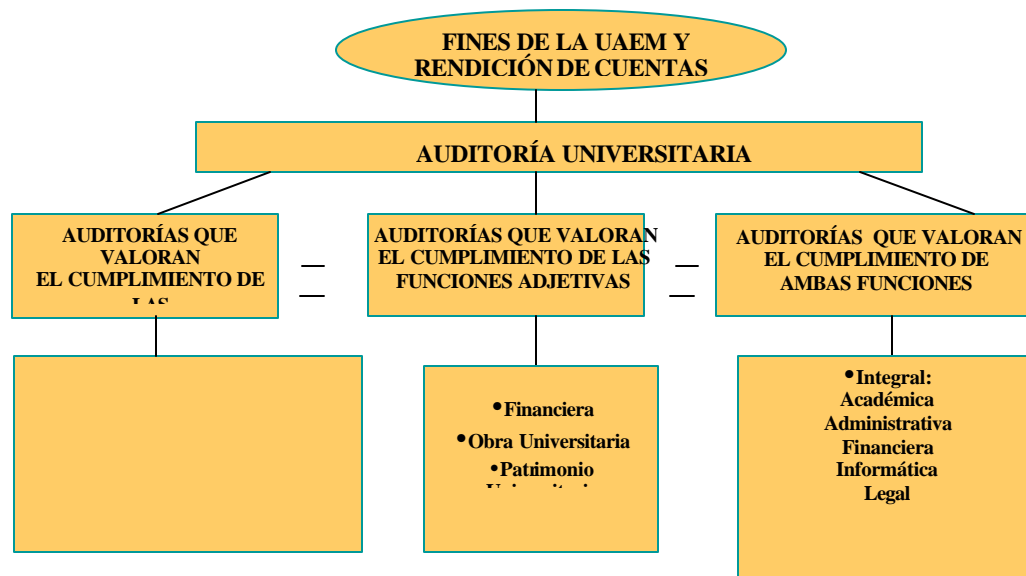 FINES DE LA UAEM Y
RENDICIÓN DE CUENTAS
AUDITORÍA UNIVERSITARIA
AUDITORÍAS QUE
VALORAN
EL CUMPLIMIENTO DE
AUDITORÍAS QUE VALORAN
EL CUMPLIMIENTO DE LAS
FUNCIONES ADJETIVAS
AUDITORÍAS QUE VALORAN
EL CUMPLIMIENTO DE
AMBAS FUNCIONES
•Financiera
•Obra Universitaria
•Patrimonio
•Integral:
Académica
Administrativa
Financiera
Informática
Legal